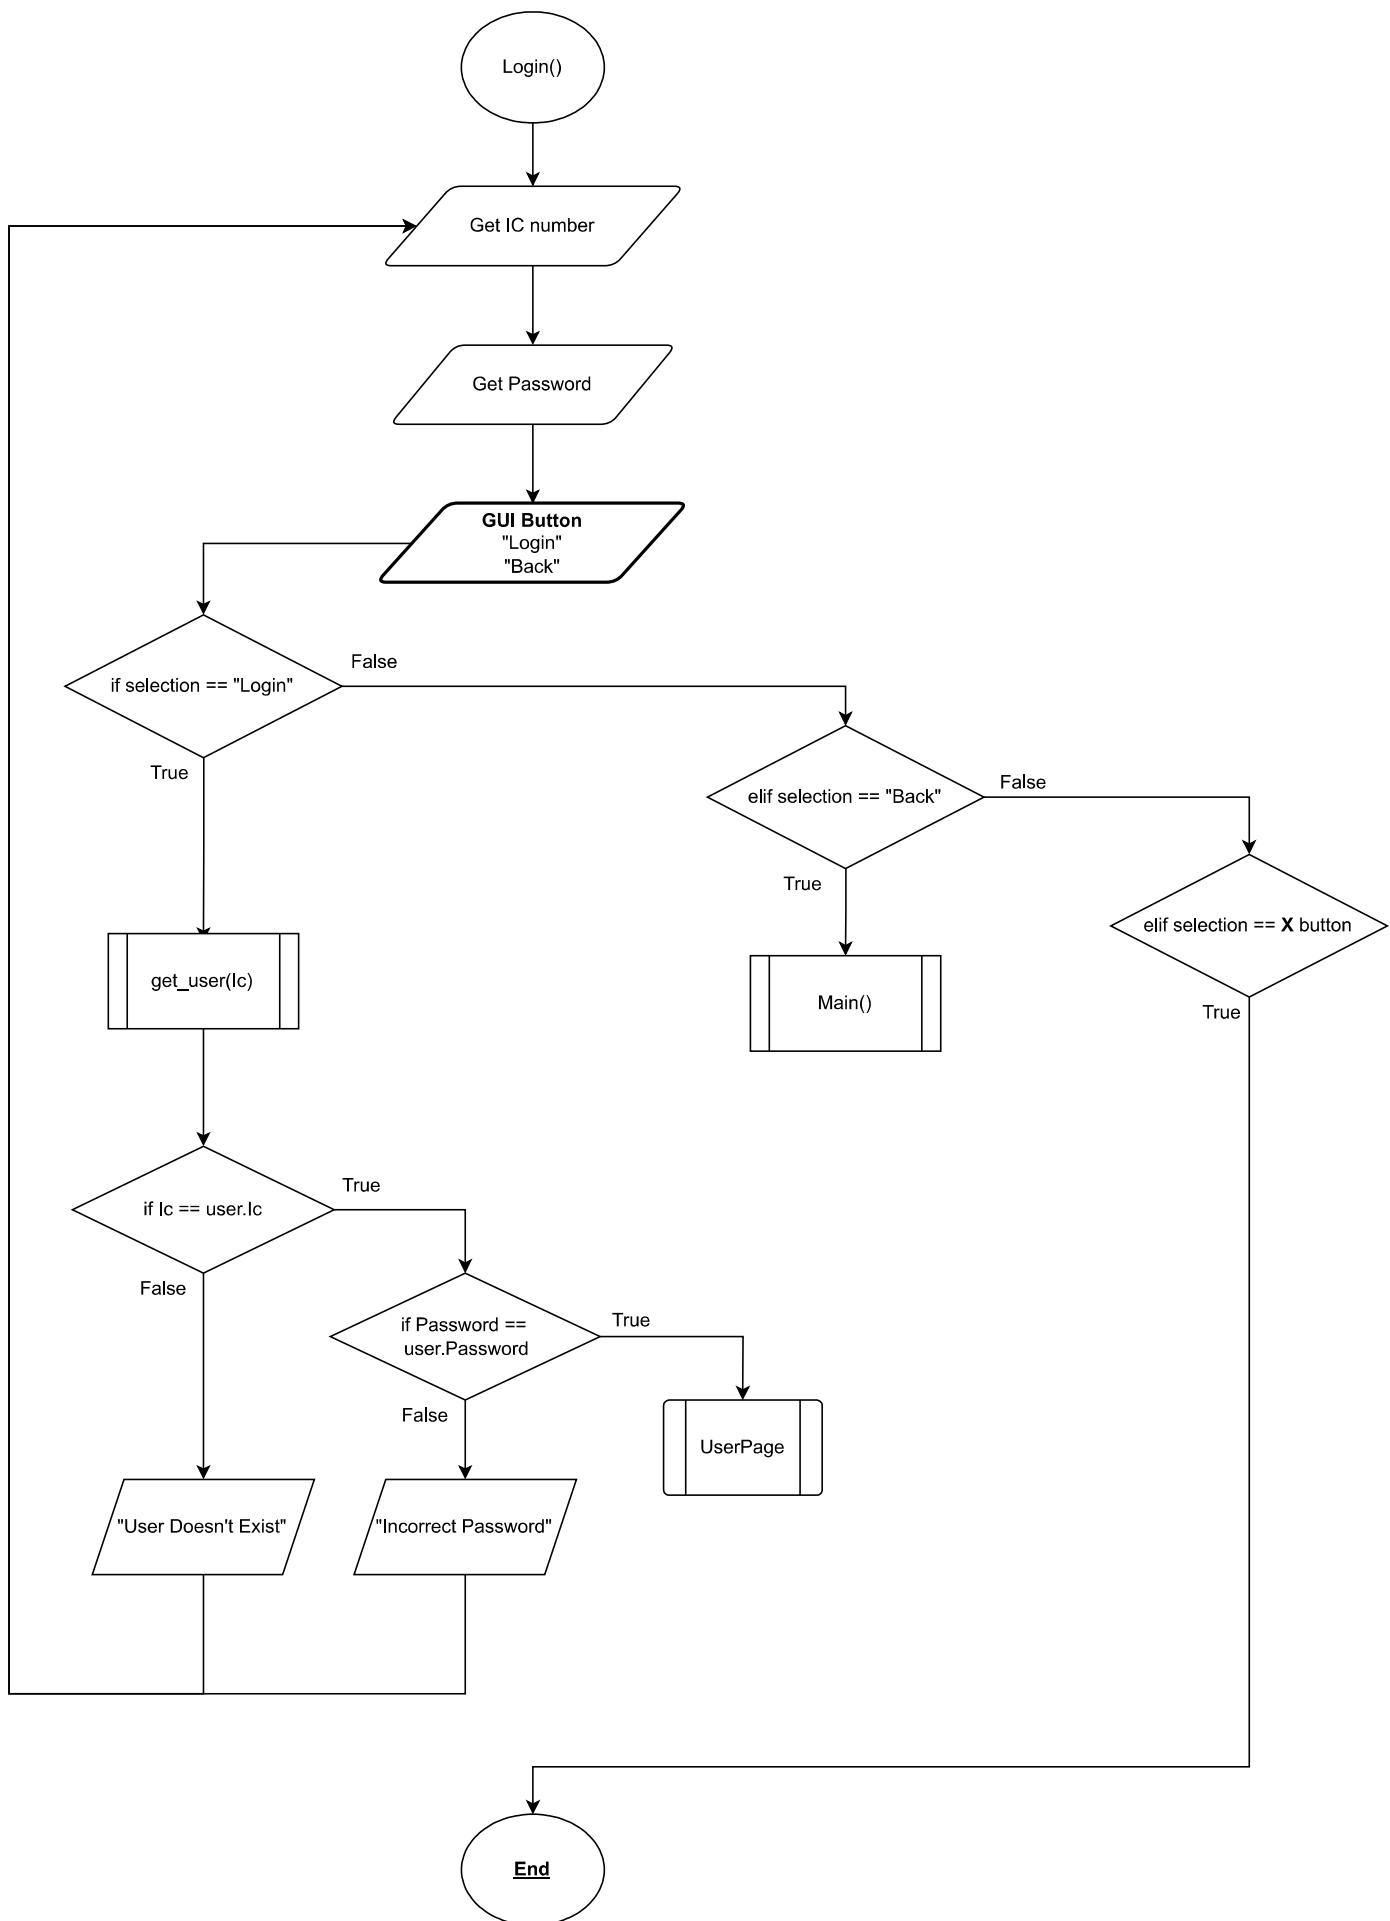 Login()
Get IC number
Get Password
GUI Button
"Login"
"Back"
if selection == "Login"
False
True
elif selection == "Back"
False
True
elif selection == X button
True
get_user(Ic)
Main()
if Ic == user.Ic
True
False
if Password ==
user.Password
True
False
UserPage
"User Doesn't Exist"
"Incorrect Password"
End